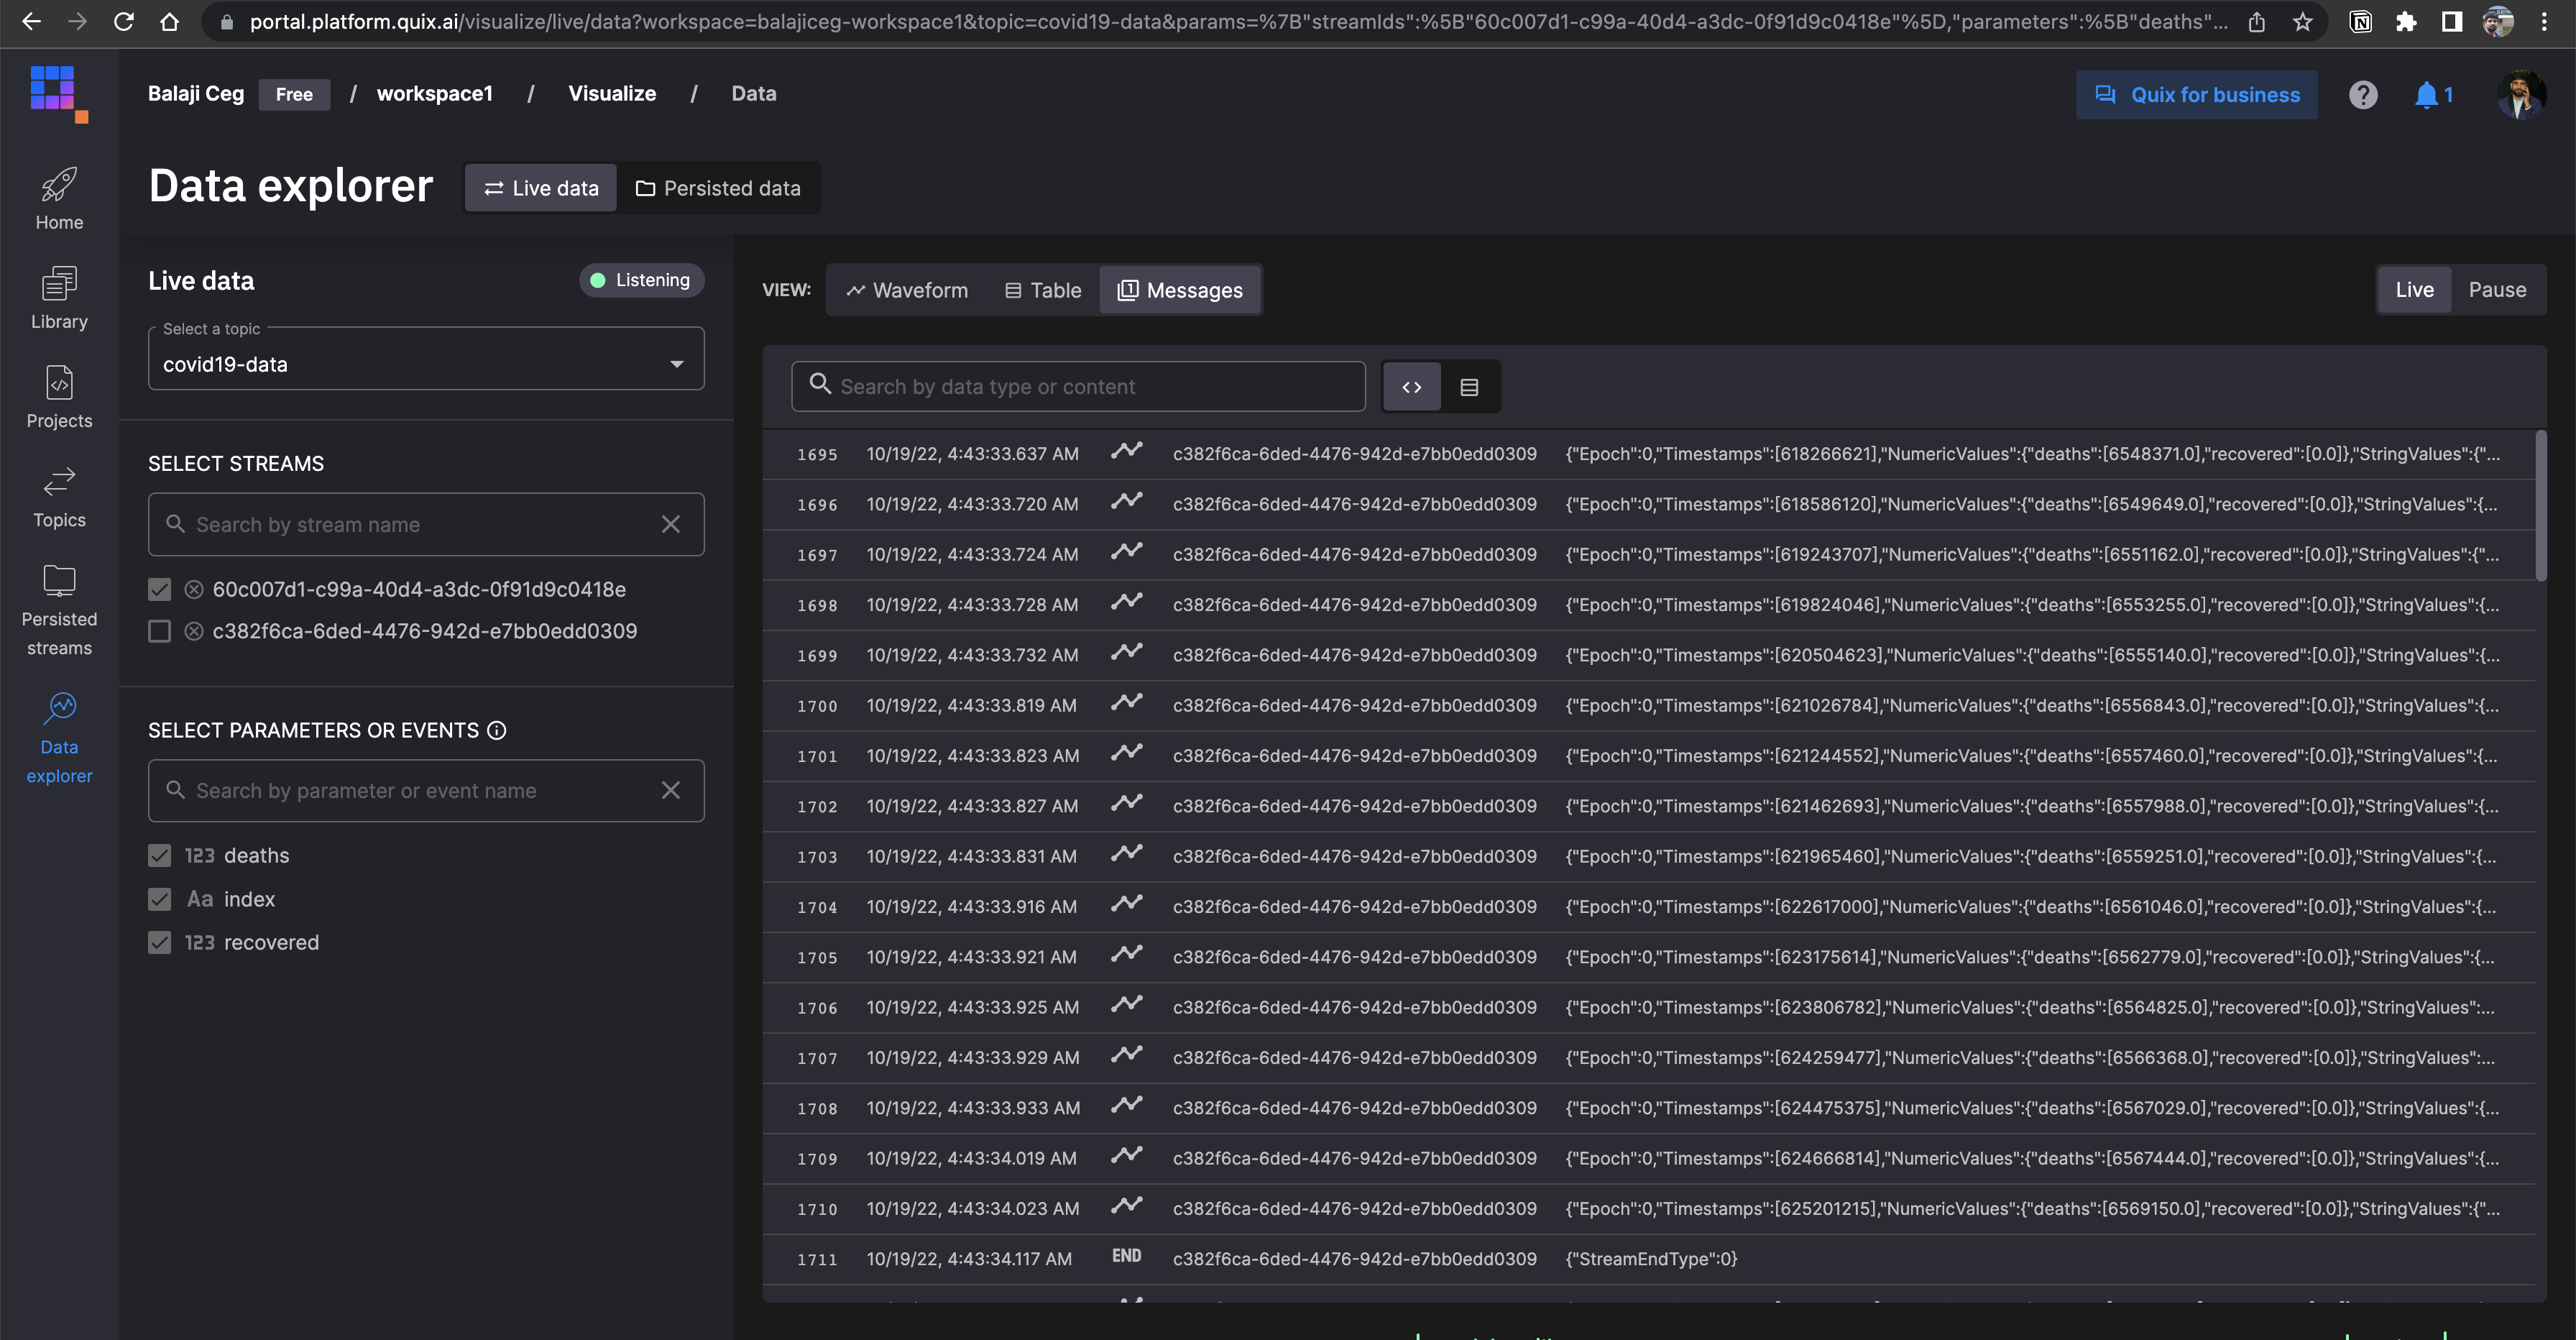 portal.platform.quix.ai/visualize/live/data?workspace=balajiceg-workspace1&topic=covid19-data&params=%7B"streamIds":%5B"60c007d1-c99a-40d4-a3dc-0f91d9c0418e"%5D,"parameters":%5B"deaths"...
Balaji Ceg Free / workspace1 / Visualize / Data
Quix for business
1
Data explorer
Live data
Persisted data
Home
Library
Projects
Topics
Persisted
streams
Data
explorer
Live data
Listening
Select a topic
covid19-data
SELECT STREAMS
Search by stream name
60c007d1-c99a-40d4-a3dc-0f91d9c0418e
c382f6ca-6ded-4476-942d-e7bb0edd0309
SELECT PARAMETERS OR EVENTS
Search by parameter or event name
123 deaths
Aa index
123 recovered
VIEW: Waveform Table Messages
Live Pause
Search by data type or content
1695 10/19/22, 4:43:33.637 AM c382f6ca-6ded-4476-942d-e7bb0edd0309 {"Epoch":0,"Timestamps":[618266621],"NumericValues":{"deaths":[6548371.0],"recovered":[0.0]},"StringValues":{"...
1696 10/19/22, 4:43:33.720 AM c382f6ca-6ded-4476-942d-e7bb0edd0309 {"Epoch":0,"Timestamps":[618586120],"NumericValues":{"deaths":[6549649.0],"recovered":[0.0]},"StringValues":{...
1697 10/19/22, 4:43:33.724 AM c382f6ca-6ded-4476-942d-e7bb0edd0309 {"Epoch":0,"Timestamps":[619243707],"NumericValues":{"deaths":[6551162.0],"recovered":[0.0]},"StringValues":{"...
1698 10/19/22, 4:43:33.728 AM c382f6ca-6ded-4476-942d-e7bb0edd0309 {"Epoch":0,"Timestamps":[619824046],"NumericValues":{"deaths":[6553255.0],"recovered":[0.0]},"StringValues":{...
1699 10/19/22, 4:43:33.732 AM c382f6ca-6ded-4476-942d-e7bb0edd0309 {"Epoch":0,"Timestamps":[620504623],"NumericValues":{"deaths":[6555140.0],"recovered":[0.0]},"StringValues":{...
1700 10/19/22, 4:43:33.819 AM c382f6ca-6ded-4476-942d-e7bb0edd0309 {"Epoch":0,"Timestamps":[621026784],"NumericValues":{"deaths":[6556843.0],"recovered":[0.0]},"StringValues":{...
1701 10/19/22, 4:43:33.823 AM c382f6ca-6ded-4476-942d-e7bb0edd0309 {"Epoch":0,"Timestamps":[621244552],"NumericValues":{"deaths":[6557460.0],"recovered":[0.0]},"StringValues":{...
1702 10/19/22, 4:43:33.827 AM c382f6ca-6ded-4476-942d-e7bb0edd0309 {"Epoch":0,"Timestamps":[621462693],"NumericValues":{"deaths":[6557988.0],"recovered":[0.0]},"StringValues":{...
1703 10/19/22, 4:43:33.831 AM c382f6ca-6ded-4476-942d-e7bb0edd0309 {"Epoch":0,"Timestamps":[621965460],"NumericValues":{"deaths":[6559251.0],"recovered":[0.0]},"StringValues":{...
1704 10/19/22, 4:43:33.916 AM c382f6ca-6ded-4476-942d-e7bb0edd0309 {"Epoch":0,"Timestamps":[622617000],"NumericValues":{"deaths":[6561046.0],"recovered":[0.0]},"StringValues":{...
1705 10/19/22, 4:43:33.921 AM c382f6ca-6ded-4476-942d-e7bb0edd0309 {"Epoch":0,"Timestamps":[623175614],"NumericValues":{"deaths":[6562779.0],"recovered":[0.0]},"StringValues":{...
1706 10/19/22, 4:43:33.925 AM c382f6ca-6ded-4476-942d-e7bb0edd0309 {"Epoch":0,"Timestamps":[623806782],"NumericValues":{"deaths":[6564825.0],"recovered":[0.0]},"StringValues":...
1707 10/19/22, 4:43:33.929 AM c382f6ca-6ded-4476-942d-e7bb0edd0309 {"Epoch":0,"Timestamps":[624259477],"NumericValues":{"deaths":[6566368.0],"recovered":[0.0]},"StringValues":...
1708 10/19/22, 4:43:33.933 AM c382f6ca-6ded-4476-942d-e7bb0edd0309 {"Epoch":0,"Timestamps":[624475375],"NumericValues":{"deaths":[6567029.0],"recovered":[0.0]},"StringValues":{...
1709 10/19/22, 4:43:34.019 AM c382f6ca-6ded-4476-942d-e7bb0edd0309 {"Epoch":0,"Timestamps":[624666814],"NumericValues":{"deaths":[6567444.0],"recovered":[0.0]},"StringValues":{...
1710 10/19/22, 4:43:34.023 AM c382f6ca-6ded-4476-942d-e7bb0edd0309 {"Epoch":0,"Timestamps":[625201215],"NumericValues":{"deaths":[6569150.0],"recovered":[0.0]},"StringValues":{"...
1711 10/19/22, 4:43:34.117 AM END c382f6ca-6ded-4476-942d-e7bb0edd0309 {"StreamEndType":0}